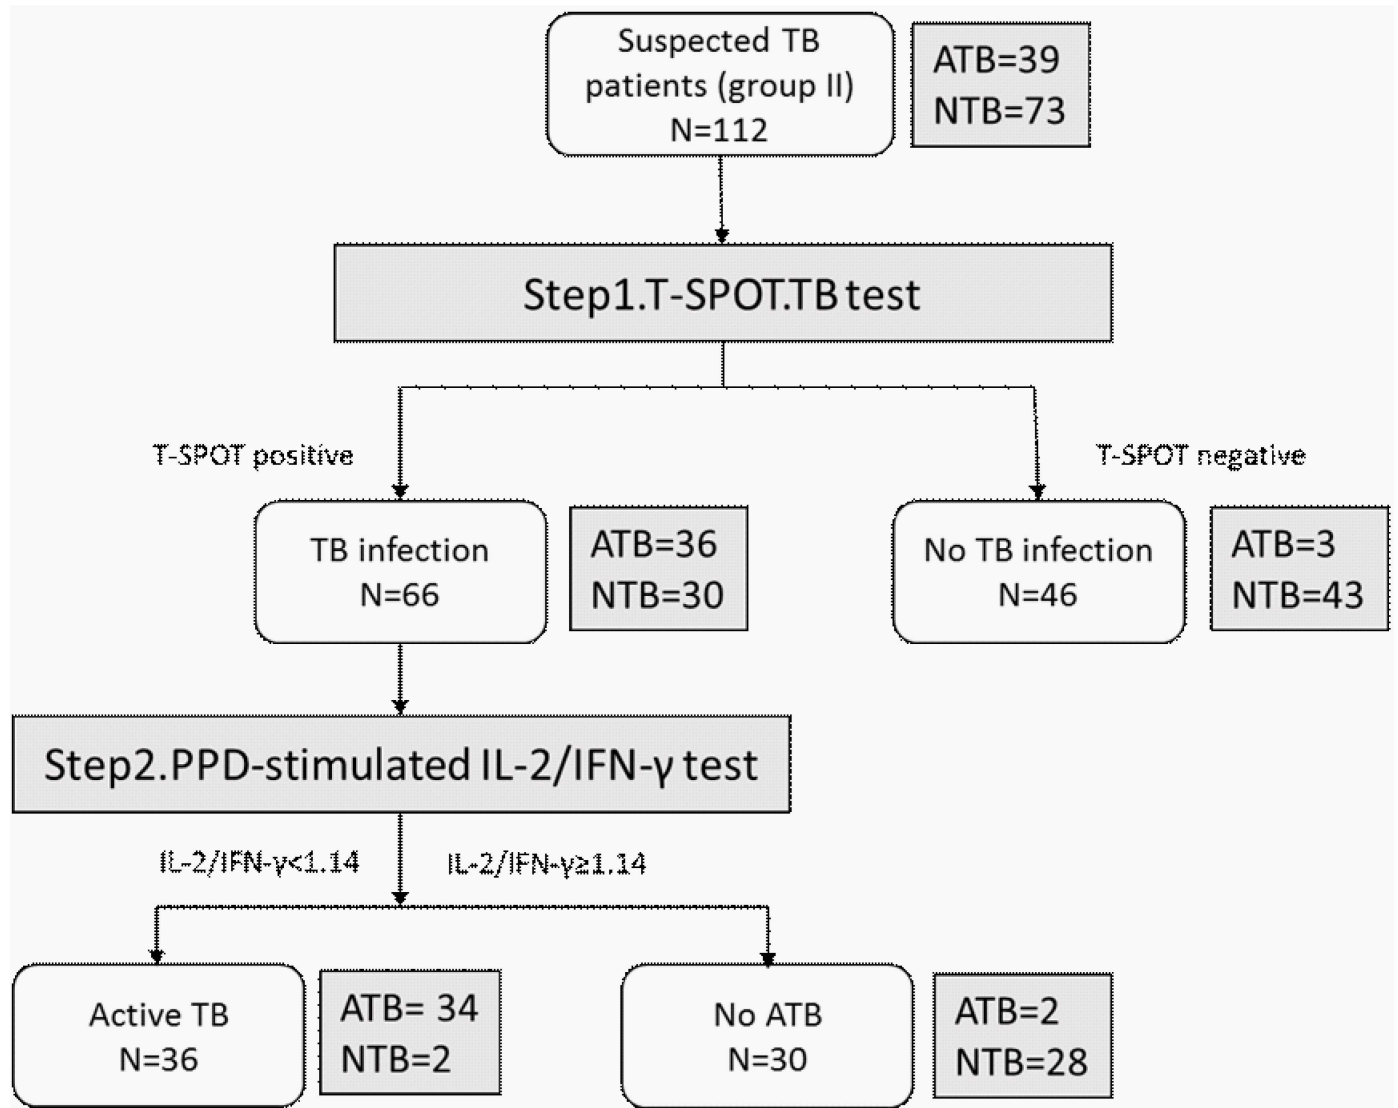 Suspected TB
patients (group II)
N=112
ATB=39
NTB=73
Step1.T-SPOT.TB test
T-SPOT positive
T-SPOT negative
TB infection
N=66
ATB=36
NTB=30
No TB infection
N=46
ATB=3
NTB=43
Step2.PPD-stimulated IL-2/IFN-γ test
IL-2/IFN-γ<1.14
IL-2/IFN-γ≥1.14
Active TB
N=36
ATB= 34
NTB=2
No ATB
N=30
ATB=2
NTB=28